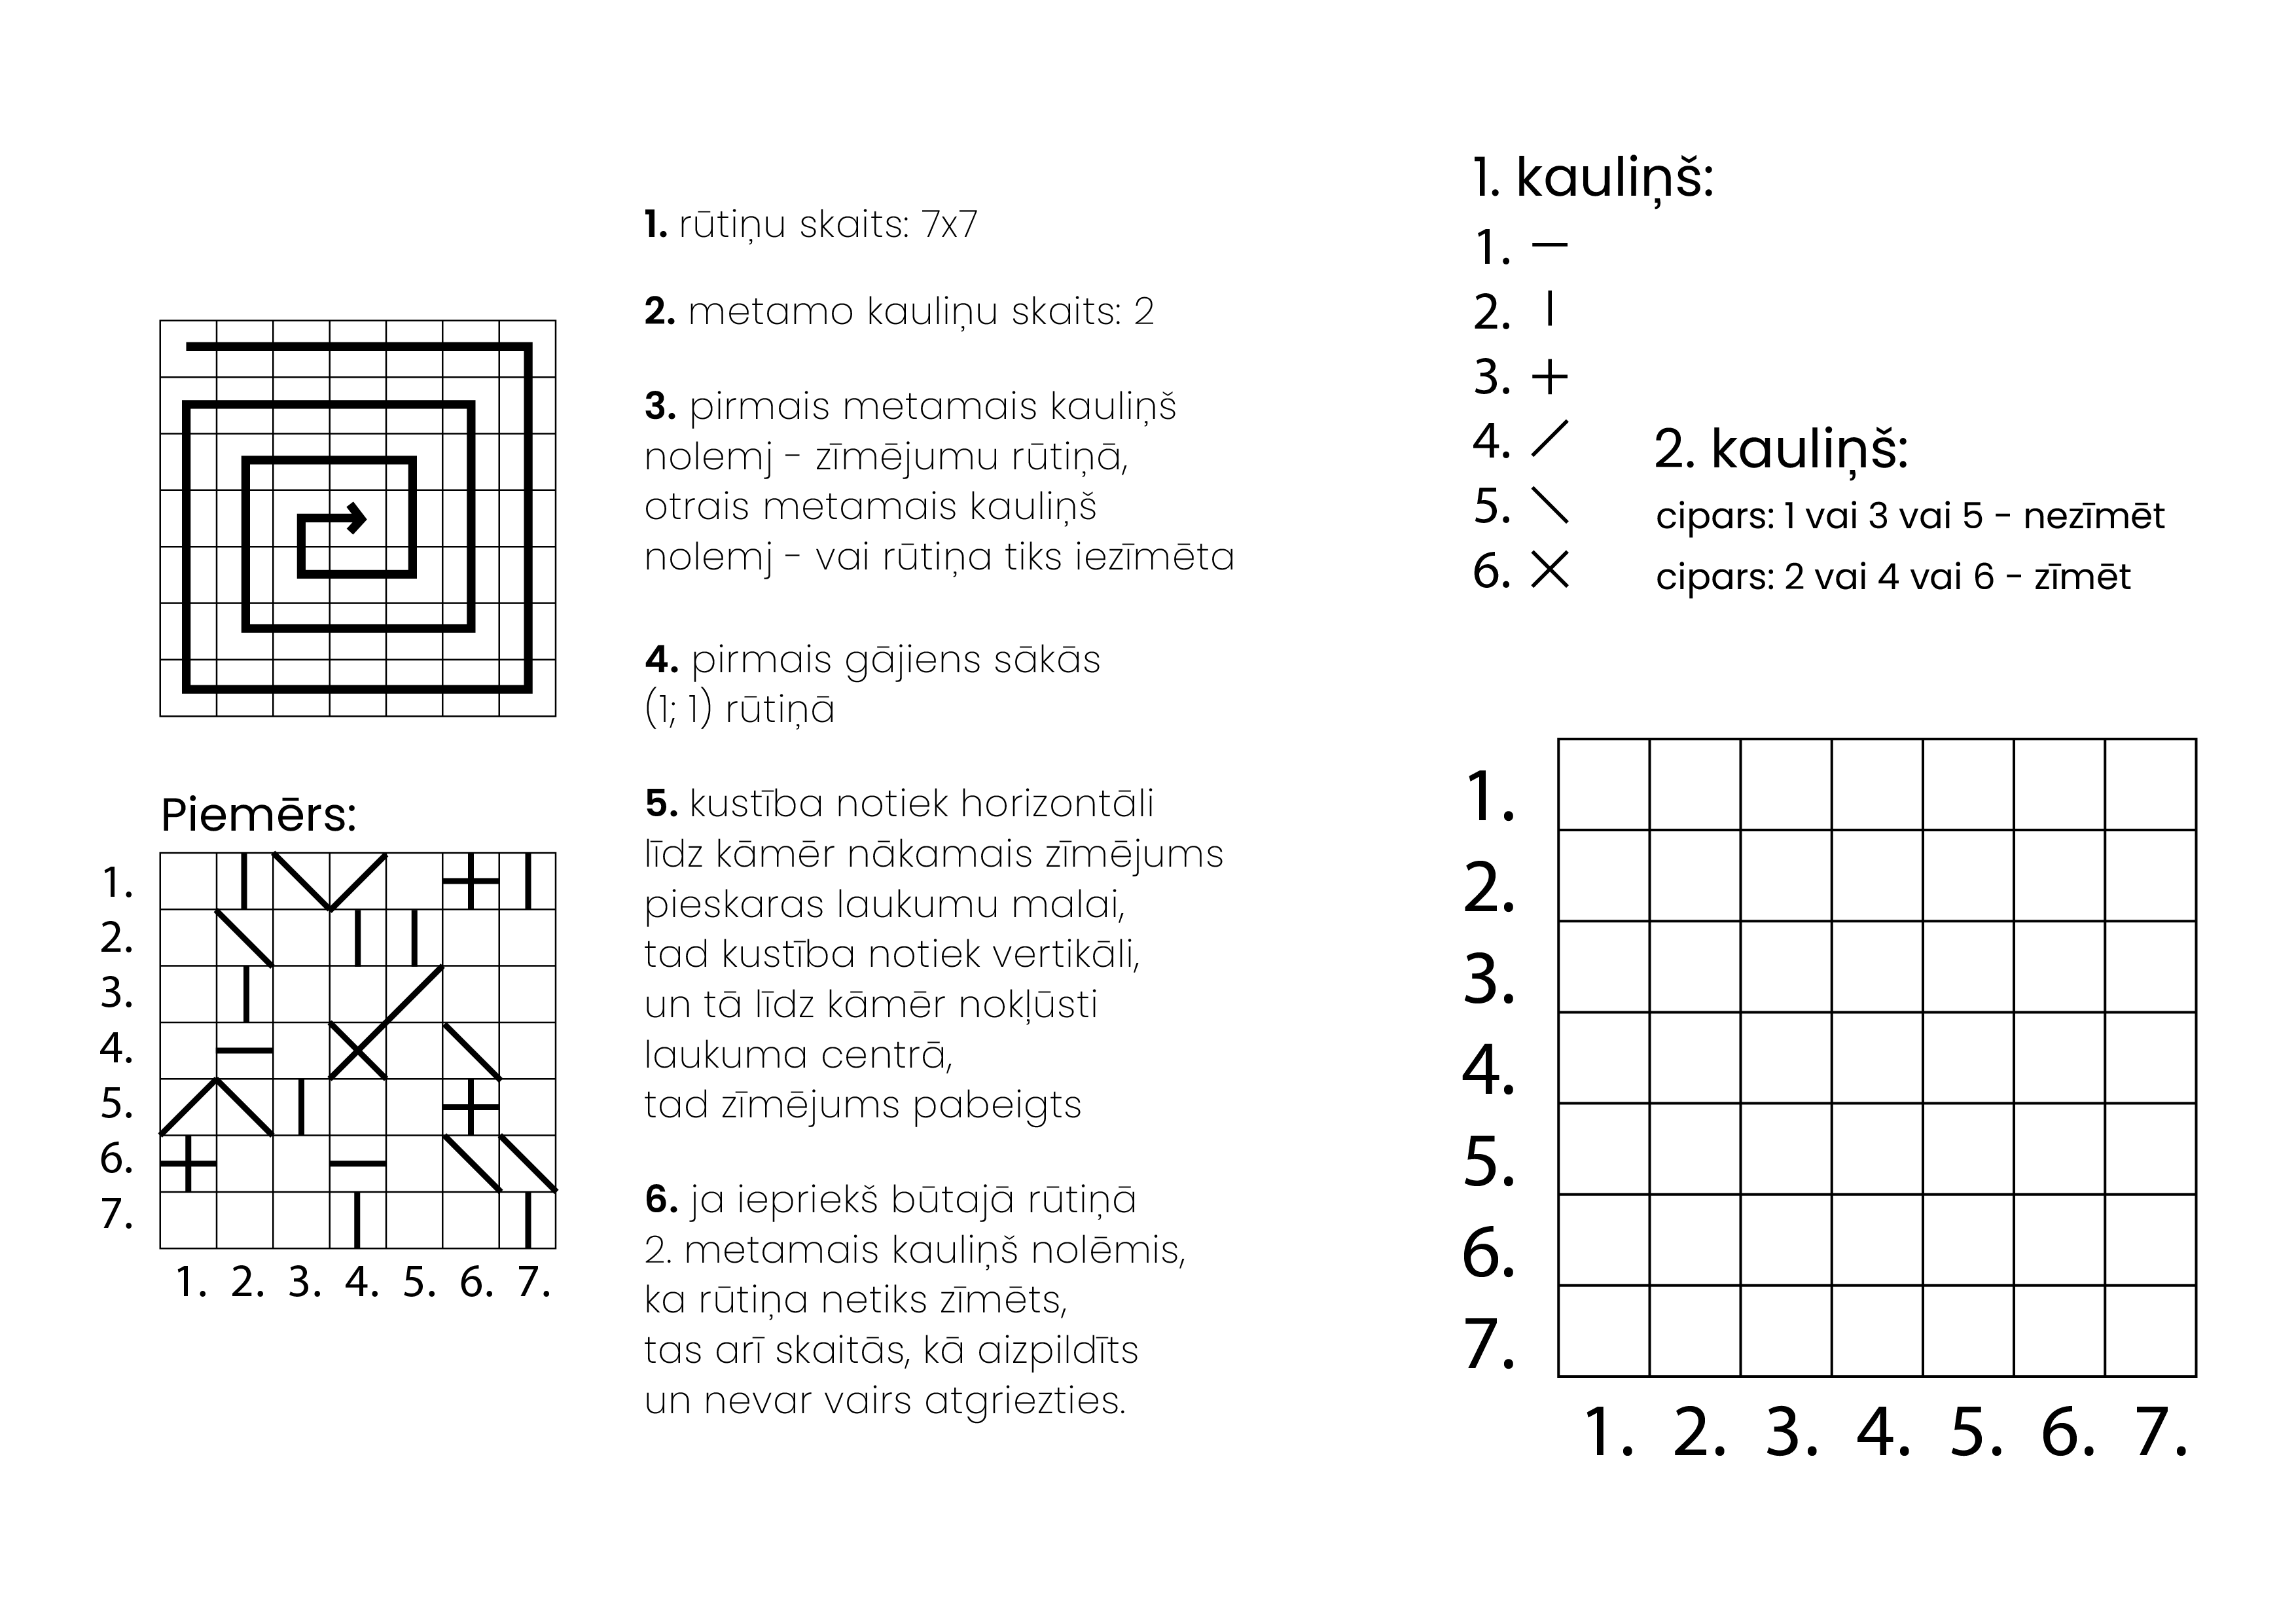 1. rūtiņu skaits: 7x7
2. metamo kauliņu skaits: 2
3. pirmais metamais kauliņš
nolemj - zīmējumu rūtiņā,
otrais metamais kauliņš
nolemj - vai rūtiņa tiks iezīmēta
4. pirmais gājiens sākās
(1; 1) rūtiņā
5. kustība notiek horizontāli
līdz kāmēr nākamais zīmējums
pieskaras laukumu malai,
tad kustība notiek vertikāli,
un tā līdz kāmēr nokļūsti
laukuma centrā,
tad zīmējums pabeigts
6. ja iepriekš būtajā rūtiņā
2. metamais kauliņš nolēmis,
ka rūtiņa netiks zīmēts,
tas arī skaitās, kā aizpildīts
un nevar vairs atgriezties.
Piemērs:
1.
2.
3.
4.
5.
6.
7.
1. 2. 3. 4. 5. 6. 7.
1. kauliņš:
1. —
2. |
3. +
4. /
5. \
6. ×
2. kauliņš:
cipars: 1 vai 3 vai 5 - nezīmēt
cipars: 2 vai 4 vai 6 - zīmēt
1.
2.
3.
4.
5.
6.
7.
1. 2. 3. 4. 5. 6. 7.